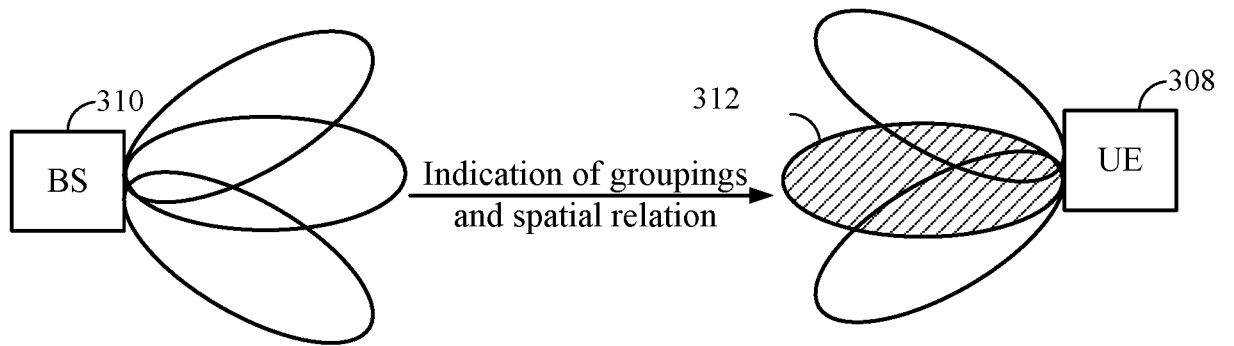 310
BS
Indication of groupings
and spatial relation
312
308
UE